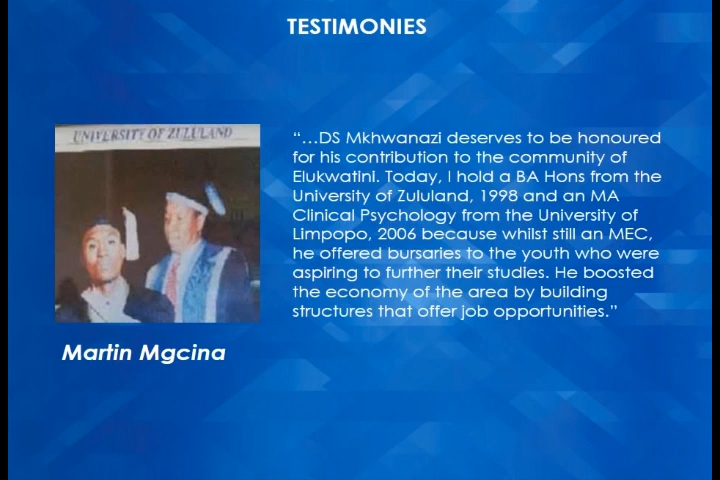 TESTIMONIES
UNIVERSITY OF ZULULAND
“…DS Mkhwanazi deserves to be honoured
for his contribution to the community of
Elukwatini. Today, I hold a BA Hons from the
University of Zululand, 1998 and an MA
Clinical Psychology from the University of
Limpopo, 2006 because whilst still an MEC,
he offered bursaries to the youth who were
aspiring to further their studies. He boosted
the economy of the area by building
structures that offer job opportunities.”
Martin Mgcina